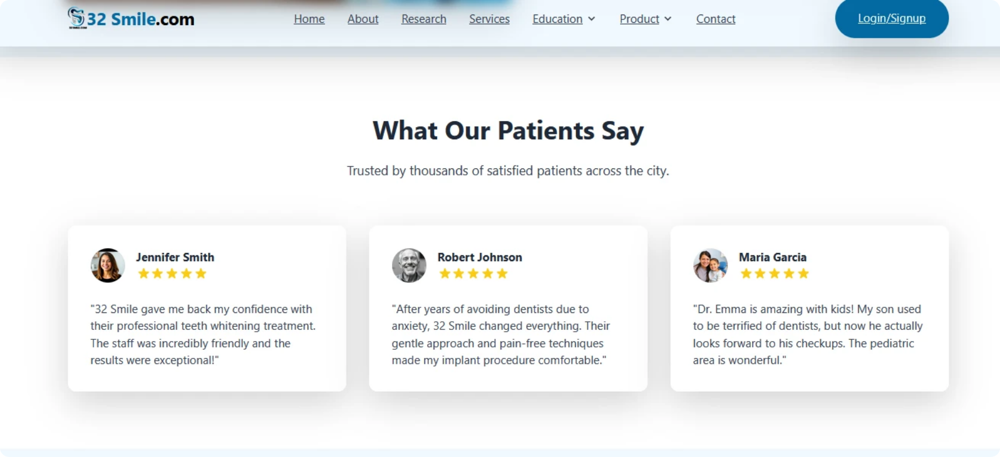 32 Smile.com
Home About Research Services Education Product Contact
Login/Signup
What Our Patients Say
Trusted by thousands of satisfied patients across the city.
Jennifer Smith
"32 Smile gave me back my confidence with
their professional teeth whitening treatment.
The staff was incredibly friendly and the
results were exceptional!"
Robert Johnson
"After years of avoiding dentists due to
anxiety, 32 Smile changed everything. Their
gentle approach and pain-free techniques
made my implant procedure comfortable."
Maria Garcia
"Dr. Emma is amazing with kids! My son used
to be terrified of dentists, but now he actually
looks forward to his checkups. The pediatric
area is wonderful."